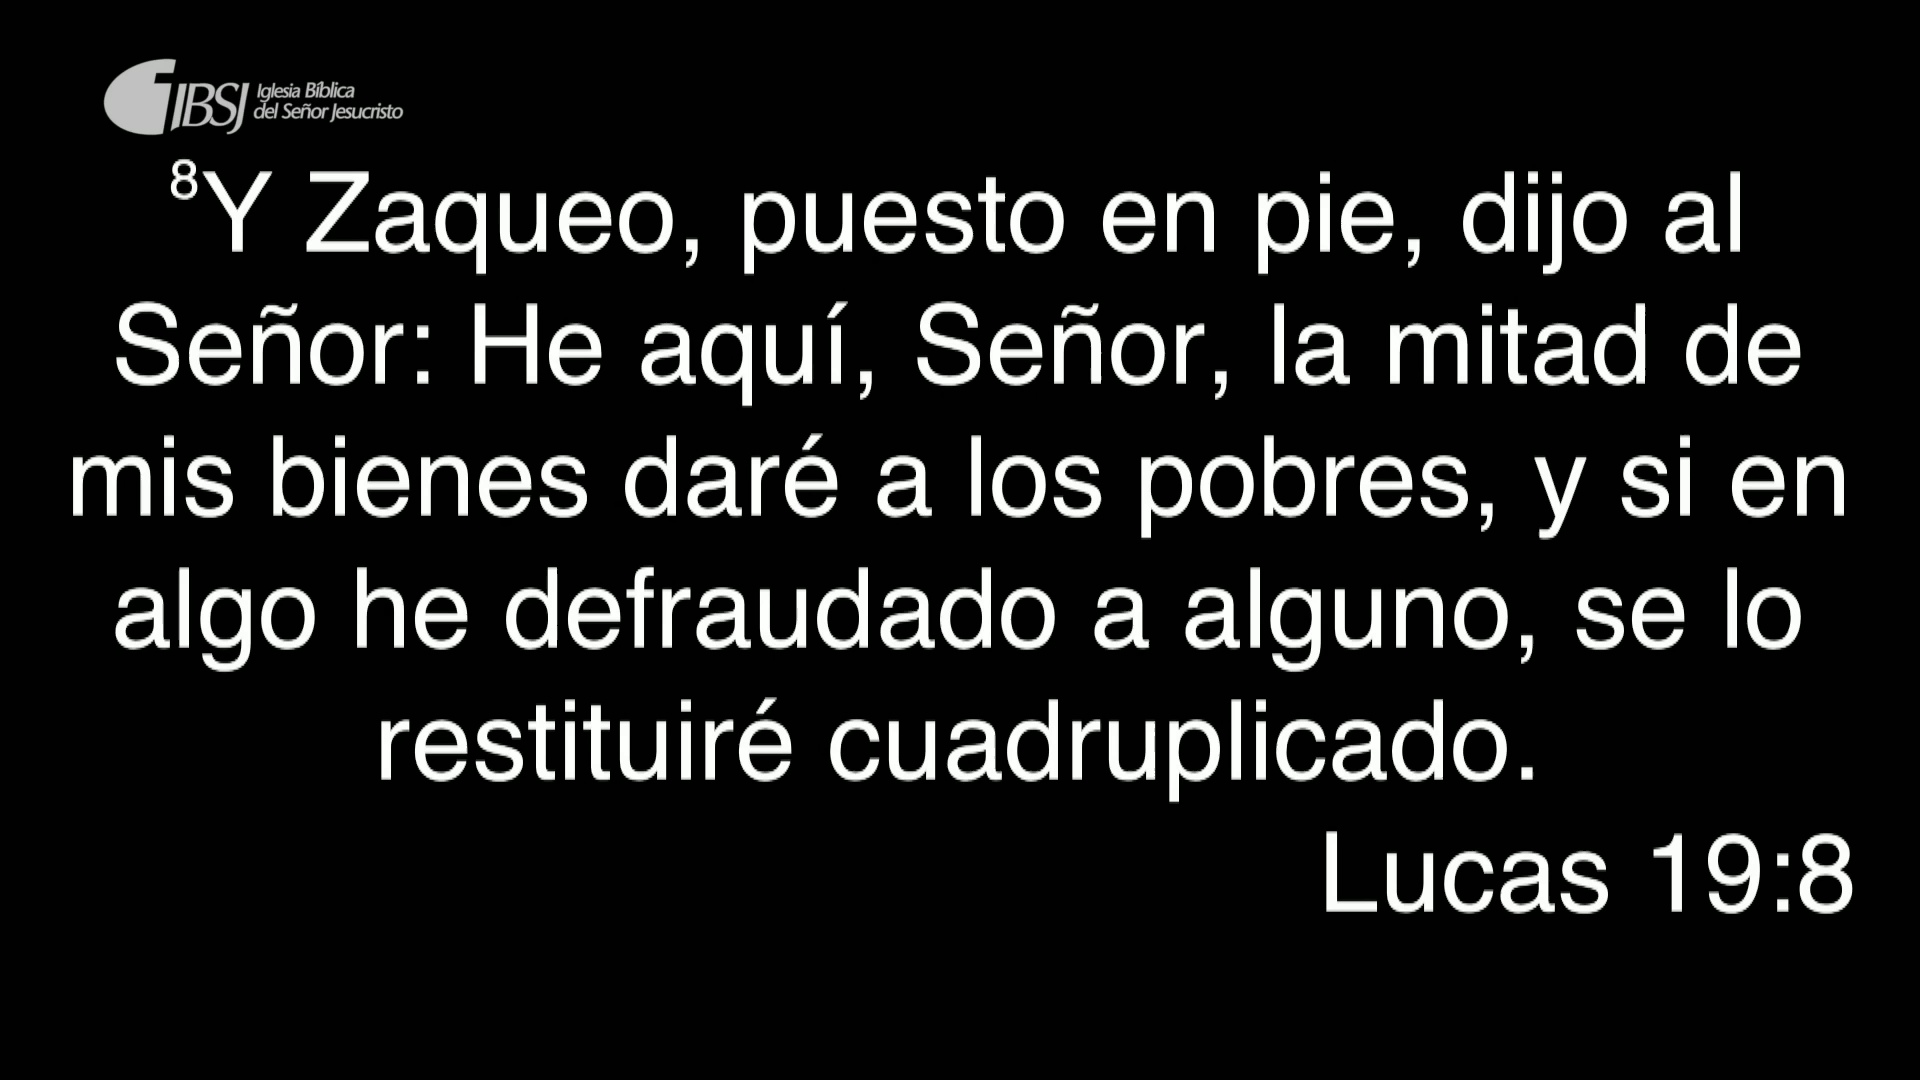 IBSJ Iglesia Bíblica
del Señor Jesucristo
⁸Y Zaqueo, puesto en pie, dijo al
Señor: He aquí, Señor, la mitad de
mis bienes daré a los pobres, y si en
algo he defraudado a alguno, se lo
restituiré cuadruplicado.
Lucas 19:8